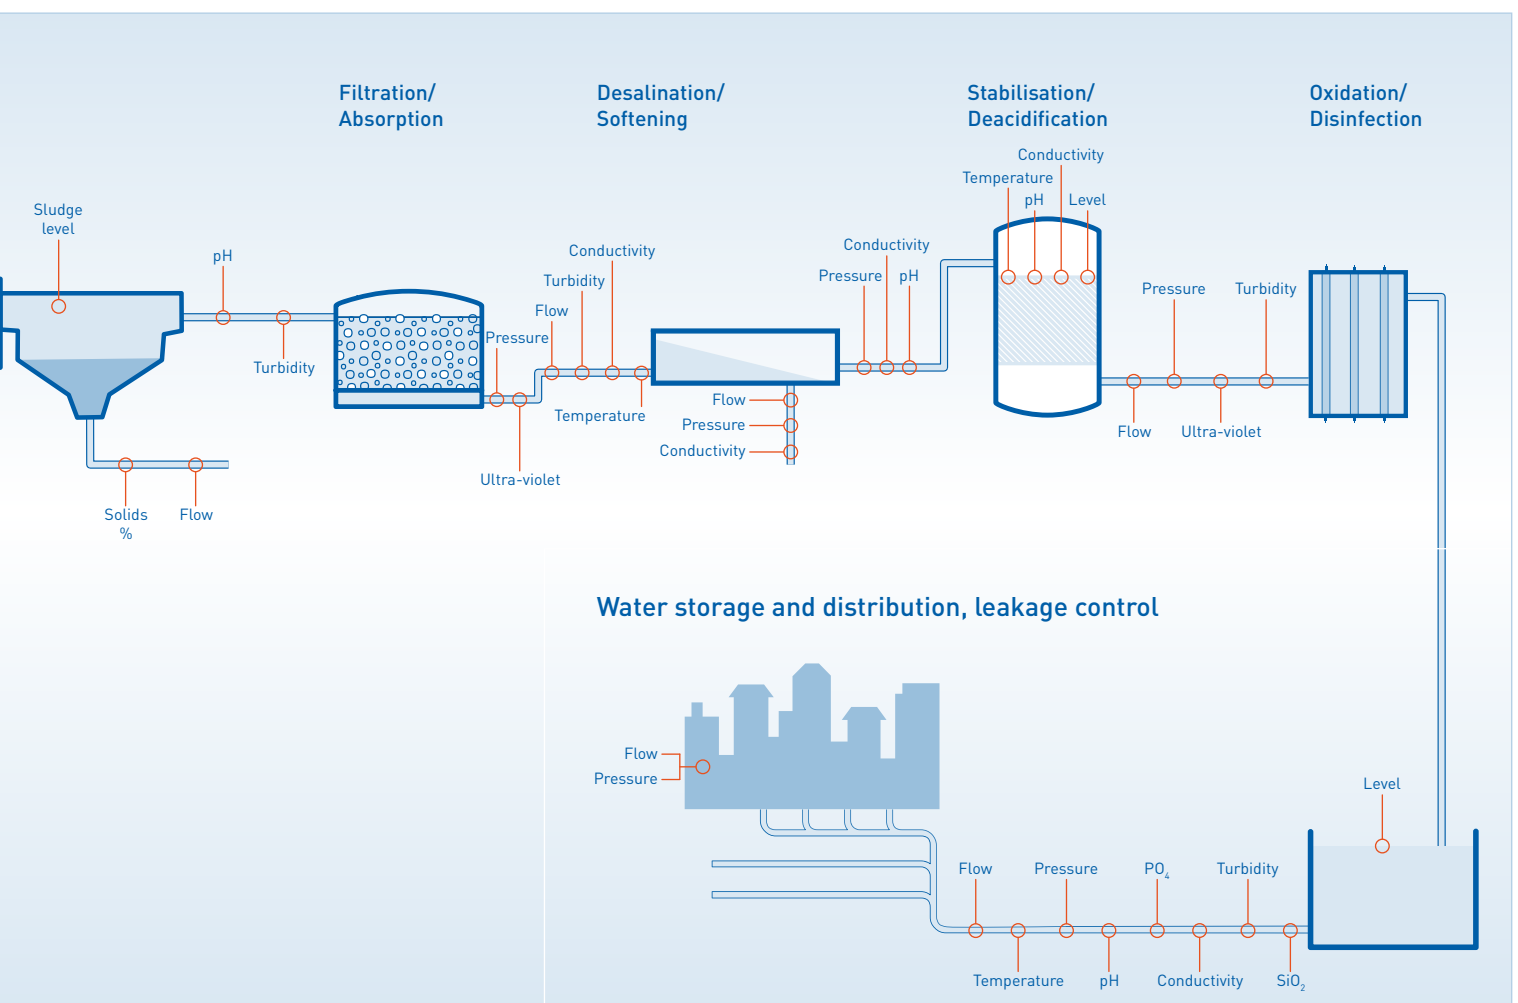 Filtration/
Absorption
Desalination/
Softening
Stabilisation/
Deacidification
Oxidation/
Disinfection
Conductivity
Temperature
pH
Level
Sludge
level
pH
Turbidity
Conductivity
Turbidity
Flow
Pressure
Temperature
Ultra-violet
Conductivity
Pressure
pH
Flow
Pressure
Conductivity
Pressure
Turbidity
Flow
Ultra-violet
Solids
%
Flow
Water storage and distribution, leakage control
Flow
Pressure
Level
Flow
Pressure
PO₄
Turbidity
Temperature
pH
Conductivity
SiO₂